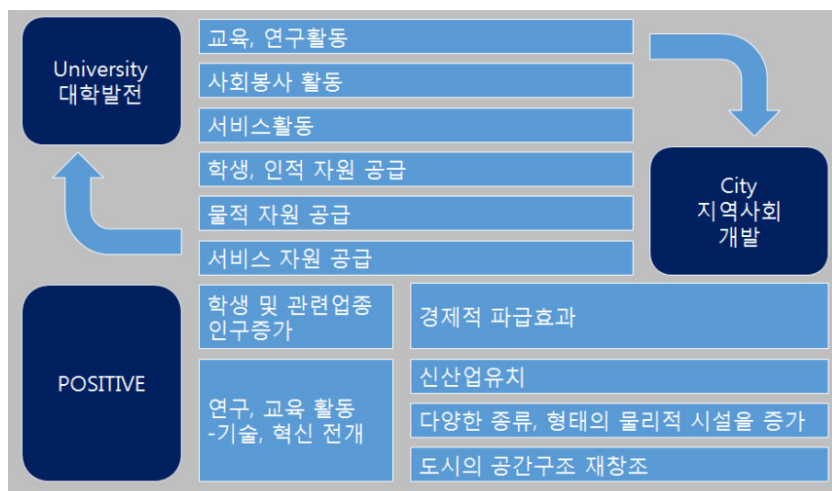 University
대학발전
교육, 연구활동
사회봉사 활동
서비스활동
학생, 인적 자원 공급
물적 자원 공급
서비스 자원 공급
City
지역사회
개발
POSITIVE
학생 및 관련업종
인구증가
경제적 파급효과
연구, 교육 활동
-기술, 혁신 전개
신산업유치
다양한 종류, 형태의 물리적 시설을 증가
도시의 공간구조 재창조